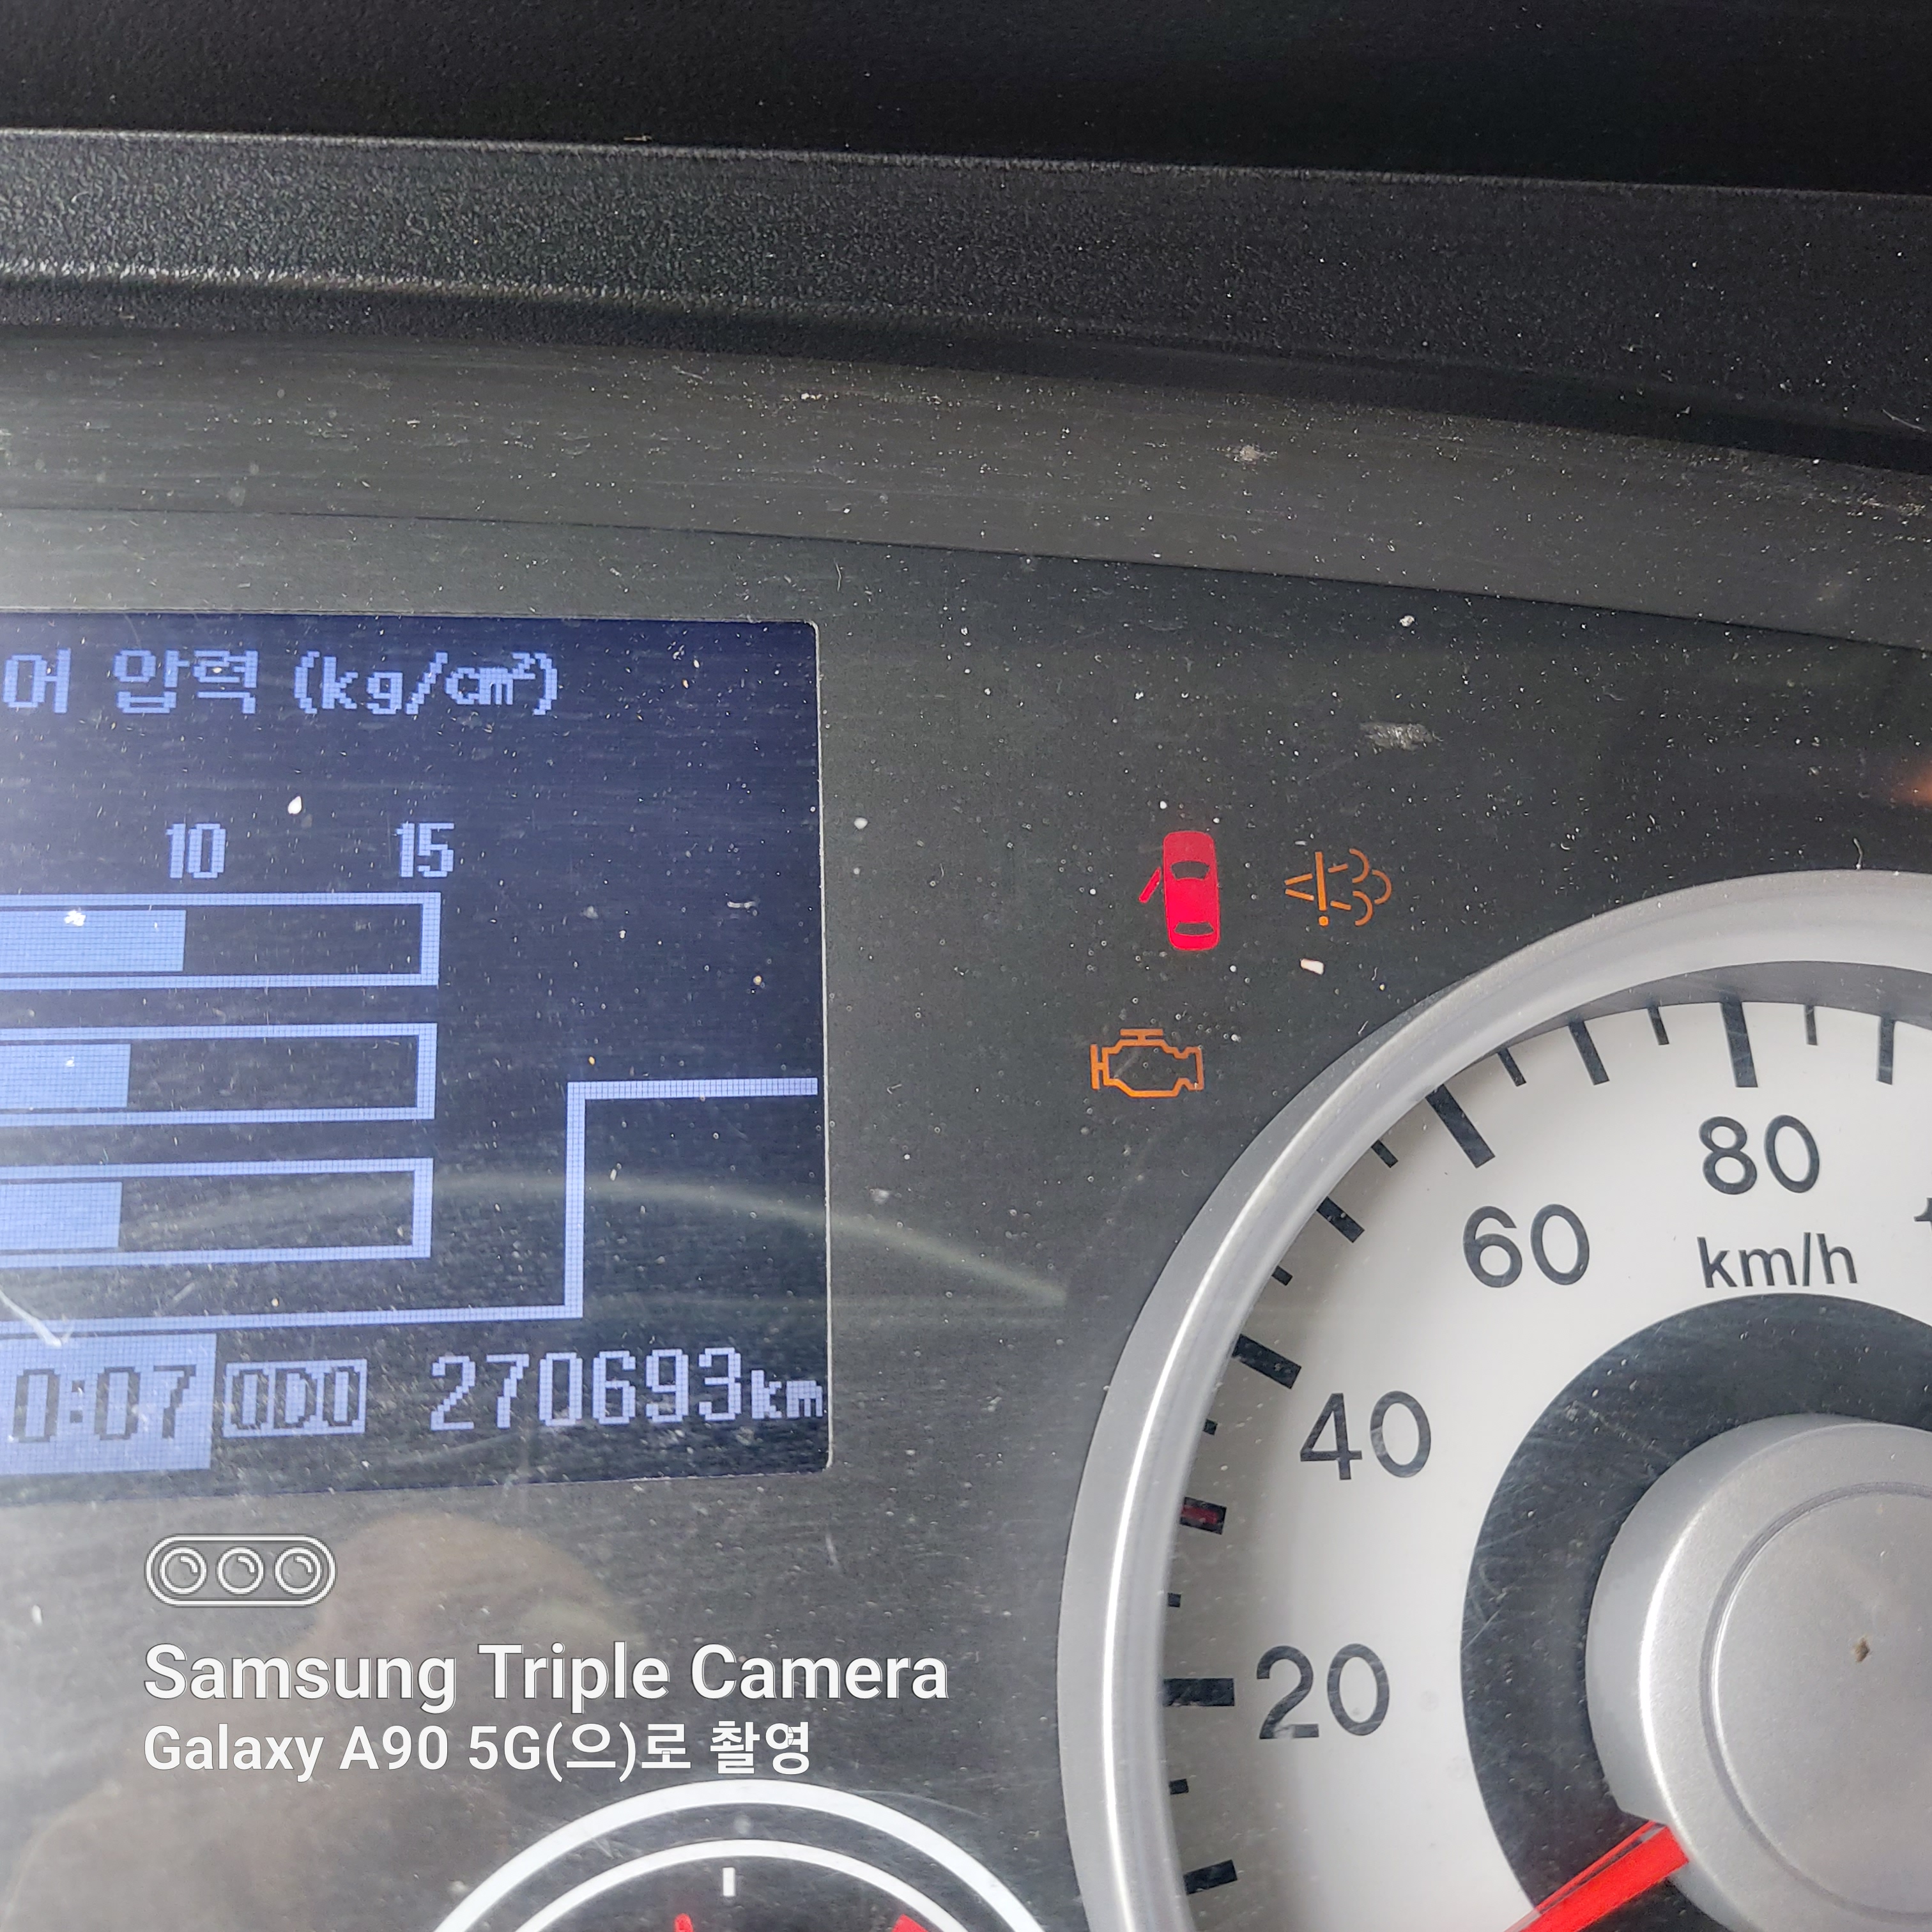 어 압력 (kg/cm²)
10 15
0:07 ODO 270693km
80
60
km/h
40
20
Samsung Triple Camera
Galaxy A90 5G(으)로 촬영